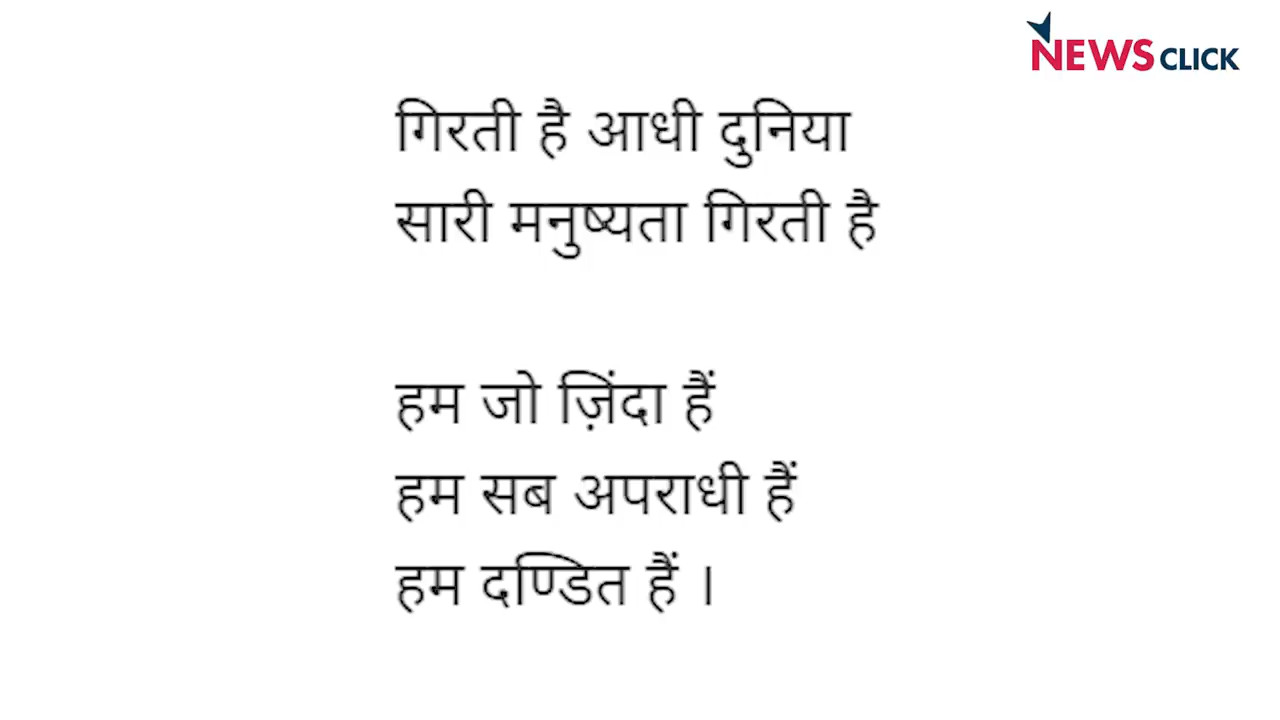 NEWSCLICK
गिरती है आधी दुनिया
सारी मनुष्यता गिरती है
हम जो ज़िंदा हैं
हम सब अपराधी हैं
हम दण्डित हैं ।